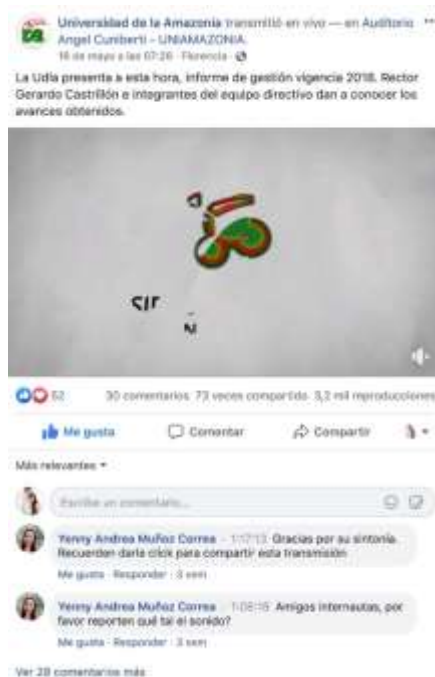 Universidad de la Amazonia transmitió en vivo — en Auditorio
Angel Cuniberti - UNIAMAZONIA.
16 de mayo a las 07:26 · Florencia ·
La Udla presenta a esta hora, informe de gestión vigencia 2018. Rector
Gerardo Castrillón e integrantes del equipo directivo dan a conocer los
avances obtenidos.
52
30 comentarios 73 veces compartido 3,2 mil reproducciones
Me gusta
Comentar
Compartir
Más relevantes
Escribe un comentario...
Yenny Andrea Muñoz Correa · 1:17:13 Gracias por su sintonía.
Recuerden darle click para compartir esta transmisión
Me gusta · Responder · 3 sem
Yenny Andrea Muñoz Correa · Amigos internautas, por
favor reporten qué tal el sonido?
Me gusta · Responder · 3 sem
Ver 28 comentarios más